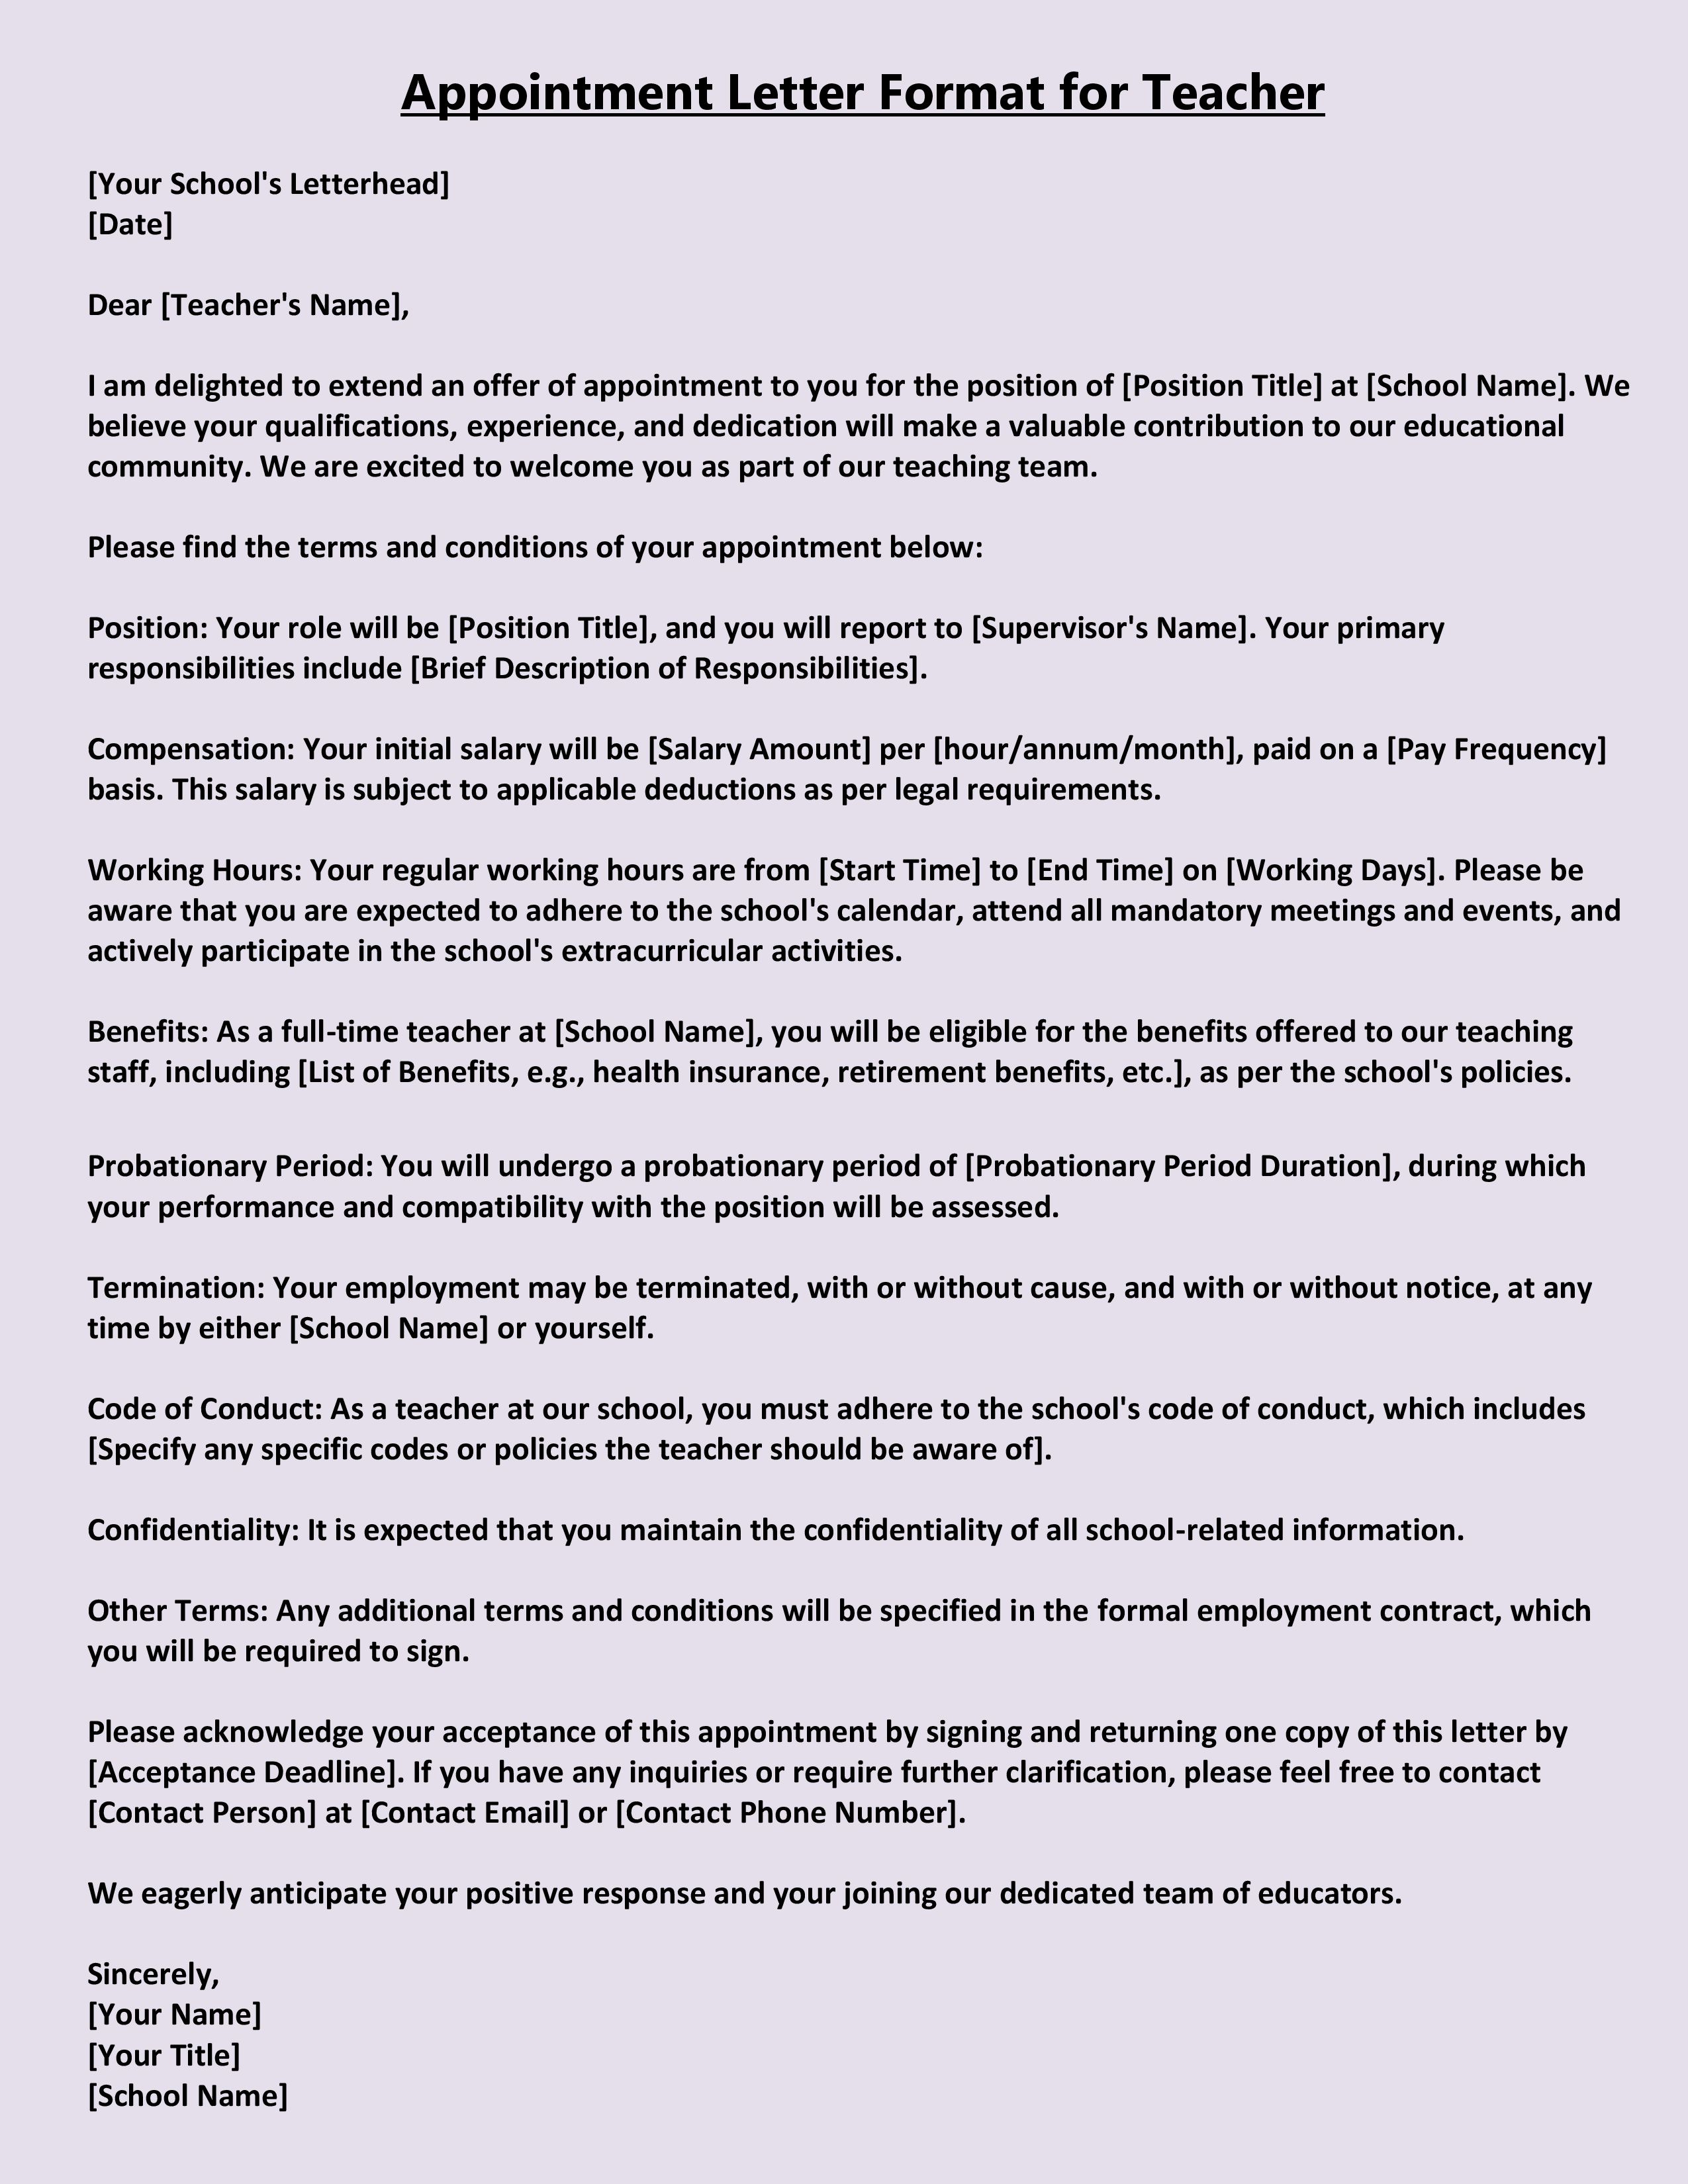 Appointment Letter Format for Teacher
[Your School's Letterhead]
[Date]
Dear [Teacher's Name],
I am delighted to extend an offer of appointment to you for the position of [Position Title] at [School Name]. We
believe your qualifications, experience, and dedication will make a valuable contribution to our educational
community. We are excited to welcome you as part of our teaching team.
Please find the terms and conditions of your appointment below:
Position: Your role will be [Position Title], and you will report to [Supervisor's Name]. Your primary
responsibilities include [Brief Description of Responsibilities].
Compensation: Your initial salary will be [Salary Amount] per [hour/annum/month], paid on a [Pay Frequency]
basis. This salary is subject to applicable deductions as per legal requirements.
Working Hours: Your regular working hours are from [Start Time] to [End Time] on [Working Days]. Please be
aware that you are expected to adhere to the school's calendar, attend all mandatory meetings and events, and
actively participate in the school's extracurricular activities.
Benefits: As a full-time teacher at [School Name], you will be eligible for the benefits offered to our teaching
staff, including [List of Benefits, e.g., health insurance, retirement benefits, etc.], as per the school's policies.
Probationary Period: You will undergo a probationary period of [Probationary Period Duration], during which
your performance and compatibility with the position will be assessed.
Termination: Your employment may be terminated, with or without cause, and with or without notice, at any
time by either [School Name] or yourself.
Code of Conduct: As a teacher at our school, you must adhere to the school's code of conduct, which includes
[Specify any specific codes or policies the teacher should be aware of].
Confidentiality: It is expected that you maintain the confidentiality of all school-related information.
Other Terms: Any additional terms and conditions will be specified in the formal employment contract, which
you will be required to sign.
Please acknowledge your acceptance of this appointment by signing and returning one copy of this letter by
[Acceptance Deadline]. If you have any inquiries or require further clarification, please feel free to contact
[Contact Person] at [Contact Email] or [Contact Phone Number].
We eagerly anticipate your positive response and your joining our dedicated team of educators.
Sincerely,
[Your Name]
[Your Title]
[School Name]